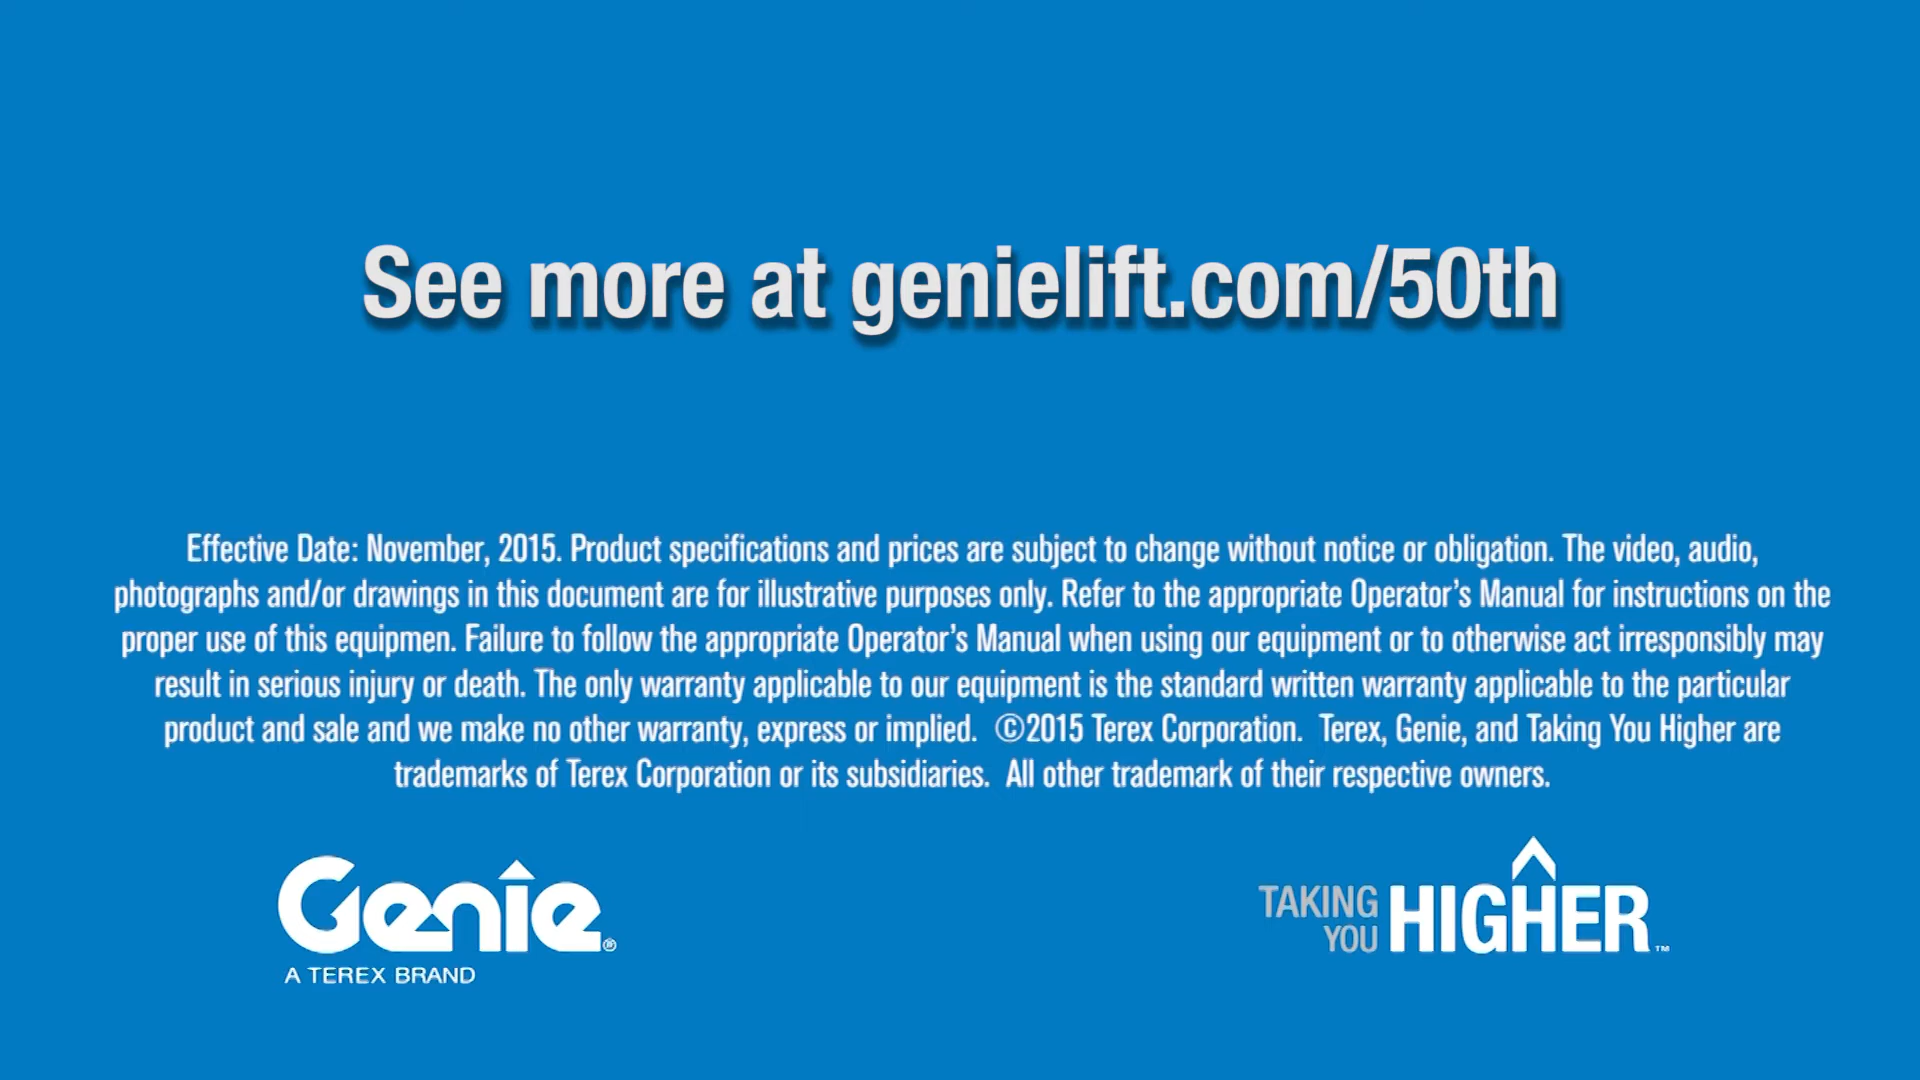 See more at genielift.com/50th
Effective Date: November, 2015. Product specifications and prices are subject to change without notice or obligation. The video, audio,
photographs and/or drawings in this document are for illustrative purposes only. Refer to the appropriate Operator’s Manual for instructions on the
proper use of this equipmen. Failure to follow the appropriate Operator’s Manual when using our equipment or to otherwise act irresponsibly may
result in serious injury or death. The only warranty applicable to our equipment is the standard written warranty applicable to the particular
product and sale and we make no other warranty, express or implied.  ©2015 Terex Corporation.  Terex, Genie, and Taking You Higher are
trademarks of Terex Corporation or its subsidiaries.  All other trademark of their respective owners.
Genie®
A TEREX BRAND
TAKING YOU HIGHER™